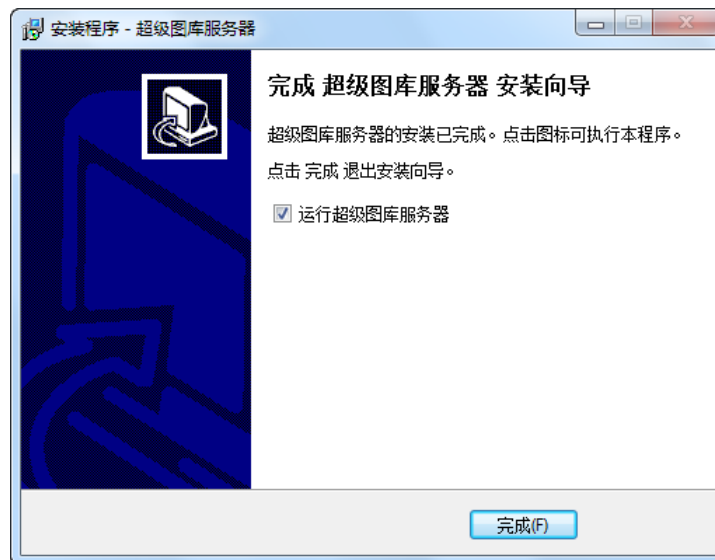 安装程序 - 超级图库服务器
完成 超级图库服务器 安装向导
超级图库服务器的安装已完成。点击图标可执行本程序。
点击 完成 退出安装向导。
运行超级图库服务器
完成(F)